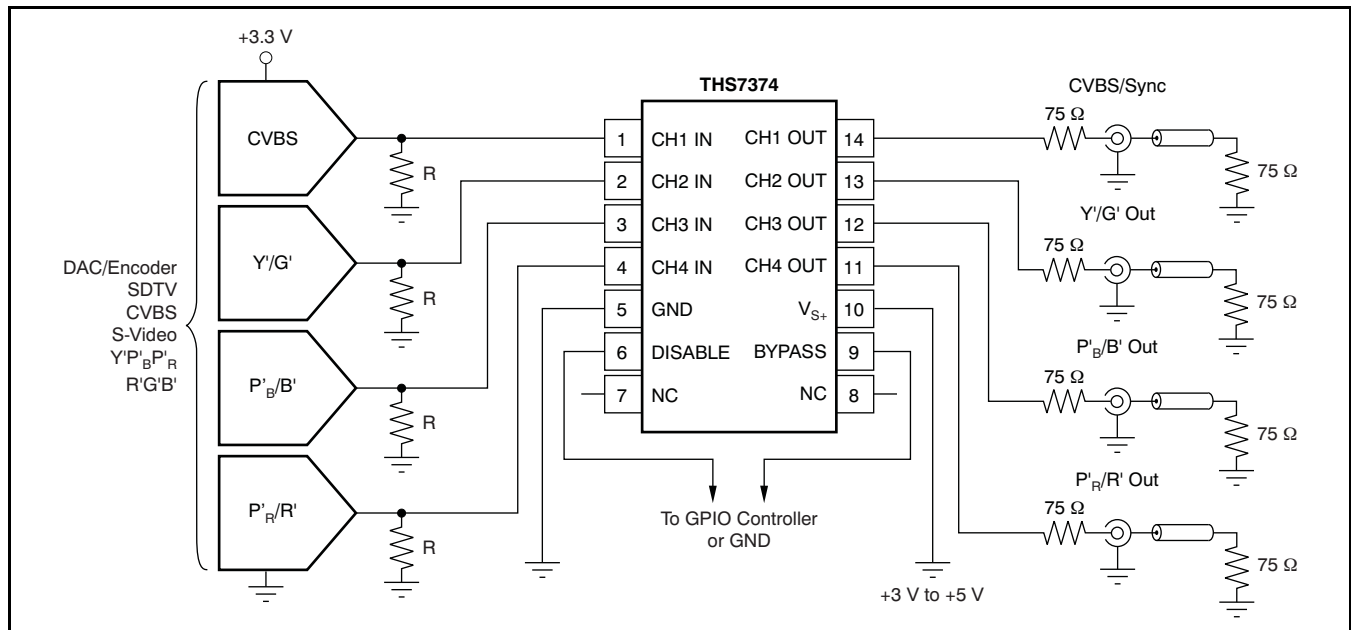 +3.3 V
DAC/Encoder
SDTV
CVBS
S-Video
Y'P'BP'R
R'G'B'
CVBS
R
Y'/G'
R
P'B/B'
R
P'R/R'
R
THS7374
1 CH1 IN CH1 OUT 14
2 CH2 IN CH2 OUT 13
3 CH3 IN CH3 OUT 12
4 CH4 IN CH4 OUT 11
5 GND VS+ 10
6 DISABLE BYPASS 9
7 NC NC 8
To GPIO Controller
or GND
+3 V to +5 V
CVBS/Sync
75 Ω
75 Ω
Y'/G' Out
75 Ω
75 Ω
P'B/B' Out
75 Ω
75 Ω
P'R/R' Out
75 Ω
75 Ω